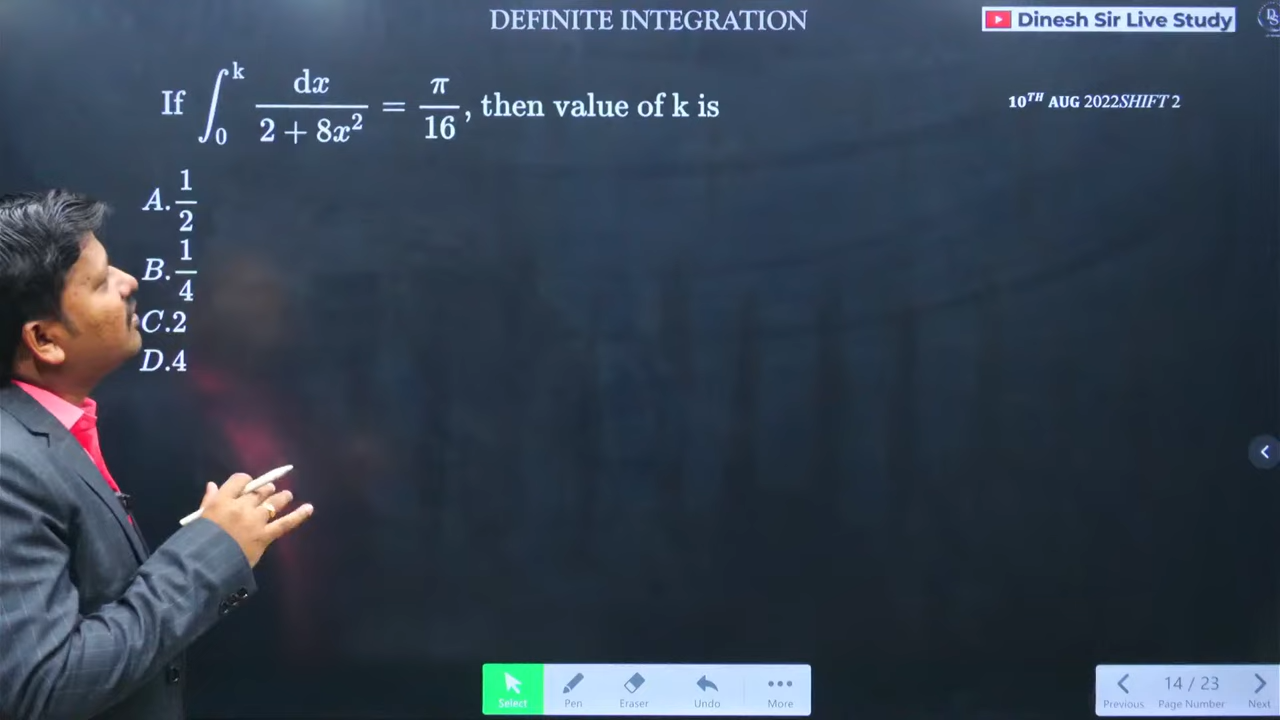 DEFINITE INTEGRATION
Dinesh Sir Live Study
If ∫₀ᵏ dx/(2 + 8x²) = π/16, then value of k is
10TH AUG 2022SHIFT 2
A. 1/2
B. 1/4
C.2
D.4
Select
Pen
Eraser
Undo
More
14 / 23
Previous
Page Number
Next